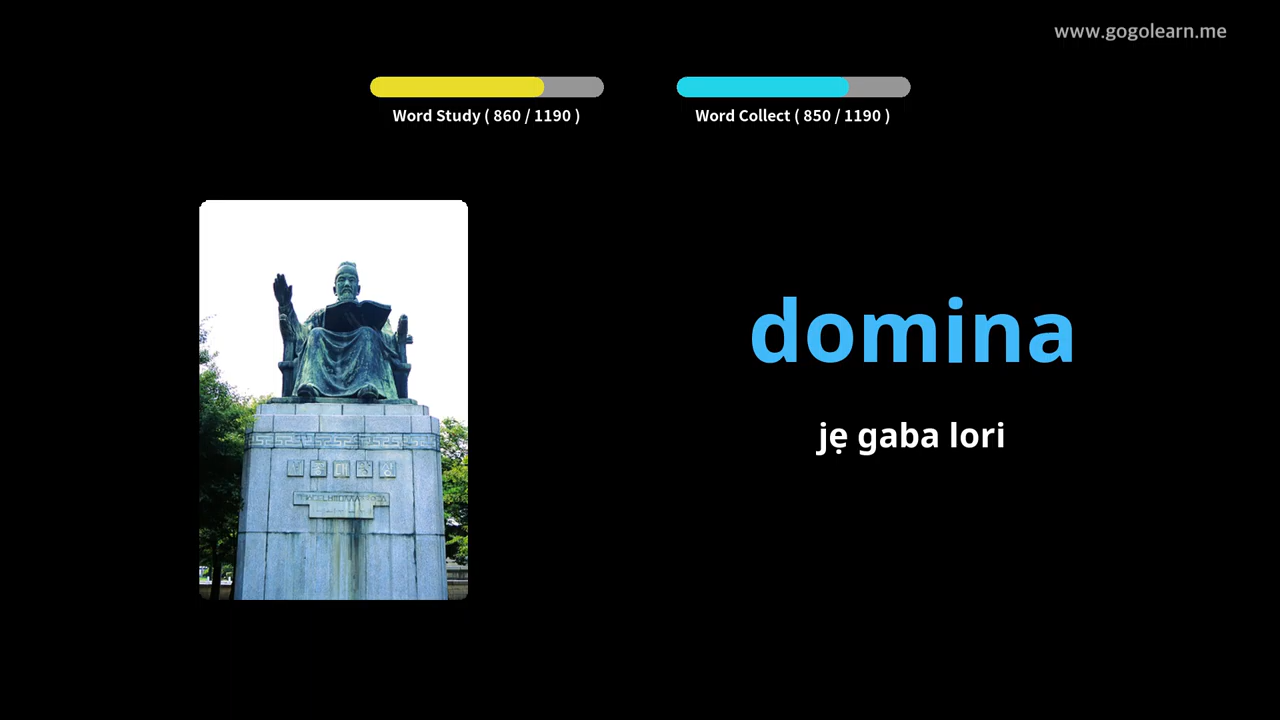 www.gogolearn.me
Word Study ( 860 / 1190 )
Word Collect ( 850 / 1190 )
domina
jẹ gaba lori